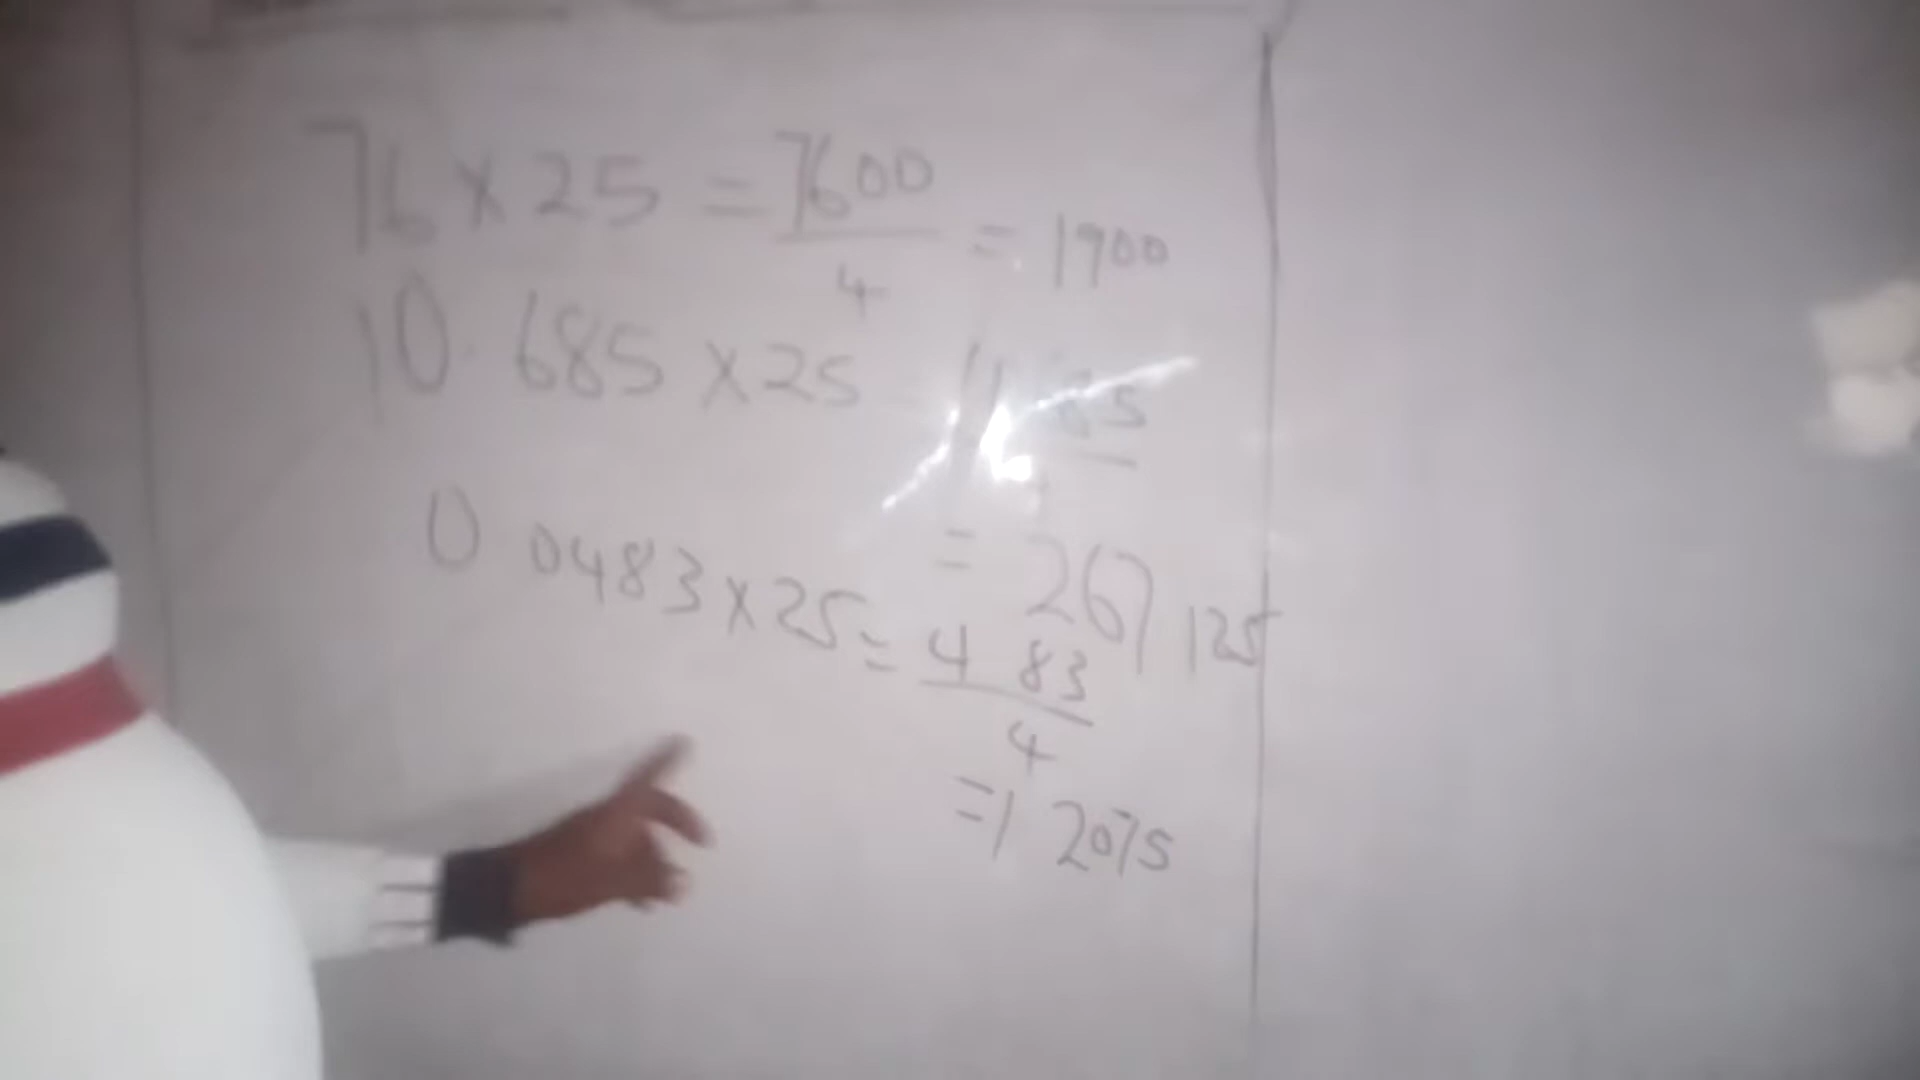 76 x 25 = 7600/4 = 1900
10.685 x 25
= 267 125
0 0483 x 25 = 4 83/4
= 1 2075